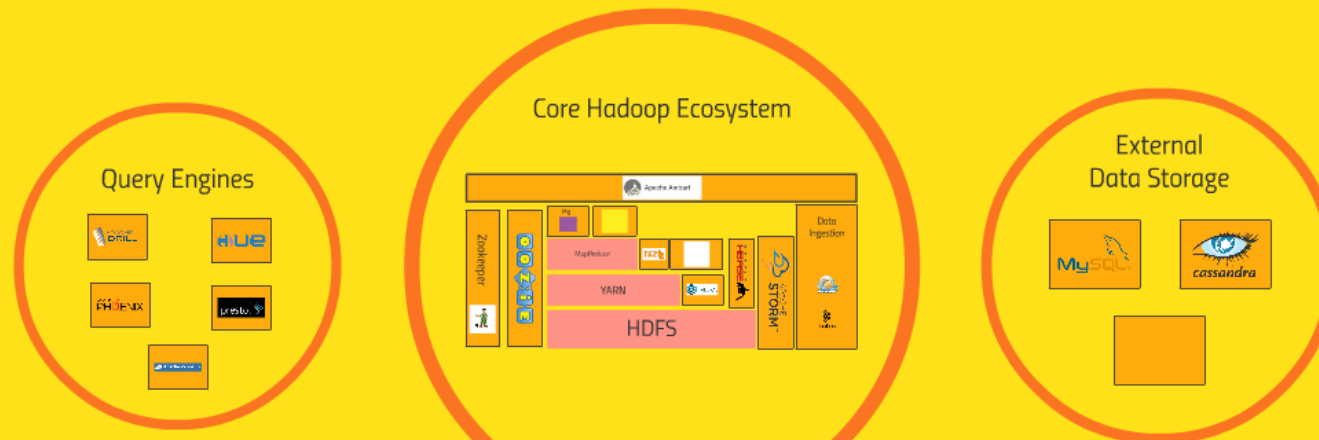 Query Engines
DRILL
HUE
PHOENIX
presto
Core Hadoop Ecosystem
Apache Ambari
Zookeeper
OOZIE
Pig
MapReduce
TEZ
YARN
HDFS
HBASE
STORM
Data
Ingestion
External
Data Storage
MySQL
cassandra